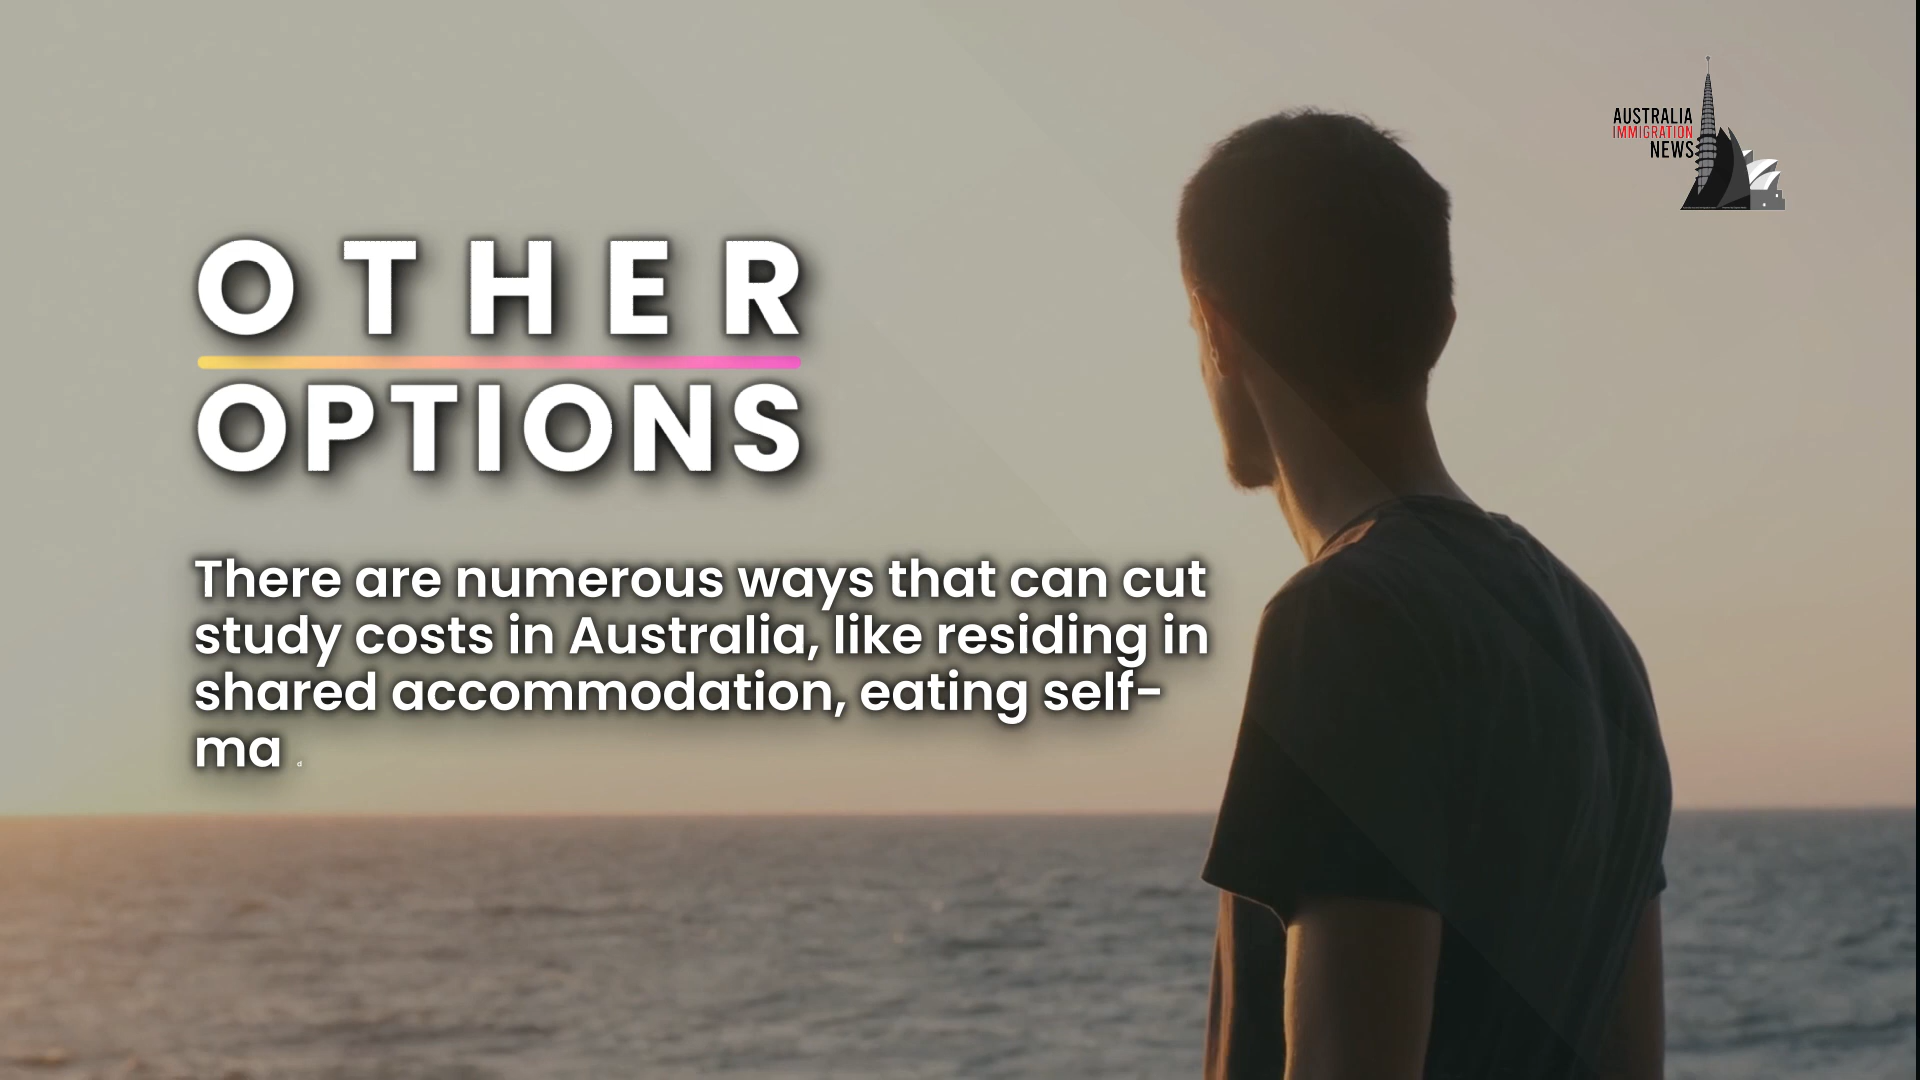 AUSTRALIA
IMMIGRATION
NEWS
OTHER
OPTIONS
There are numerous ways that can cut
study costs in Australia, like residing in
shared accommodation, eating self-
ma d